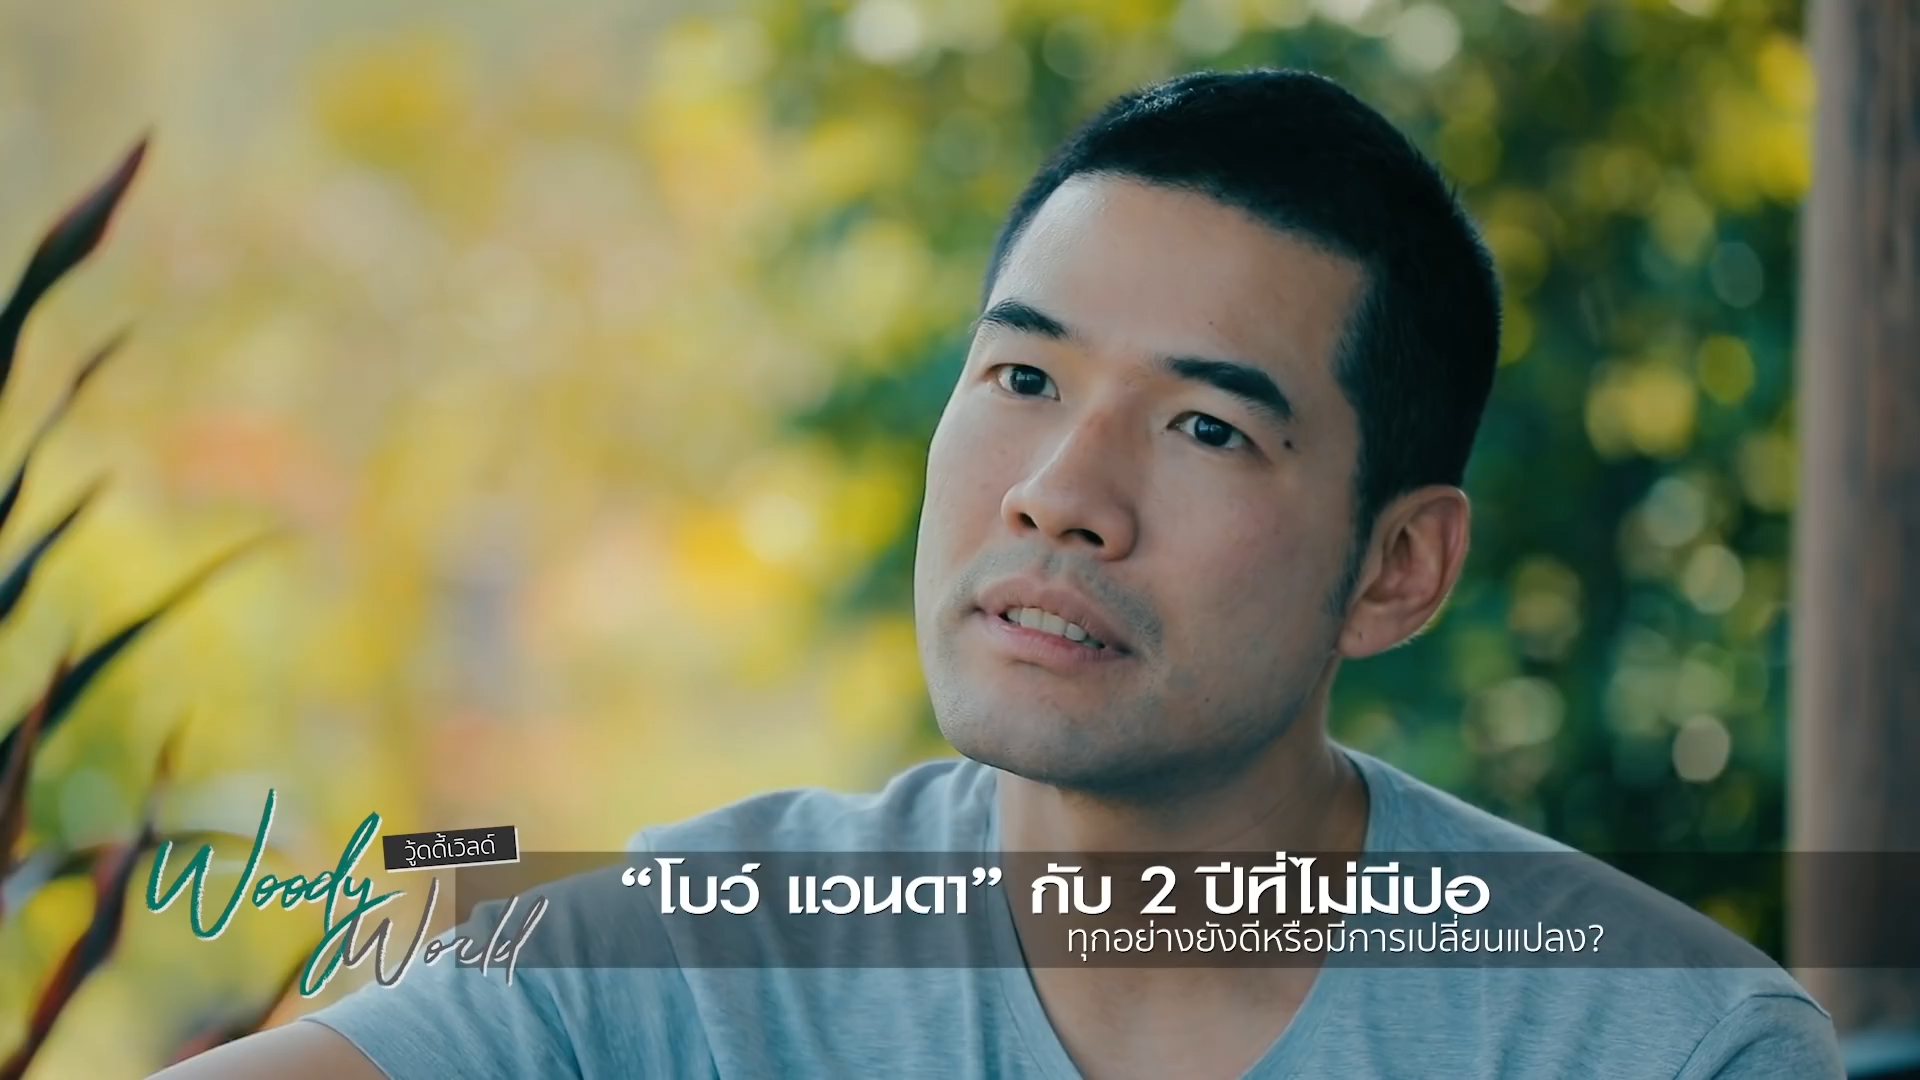 วู้ดดี้เวิลด์
Woody
World
“โบว์ แวนดา” กับ 2 ปีที่ไม่มีปอ
ทุกอย่างยังดีหรือมีการเปลี่ยนแปลง?